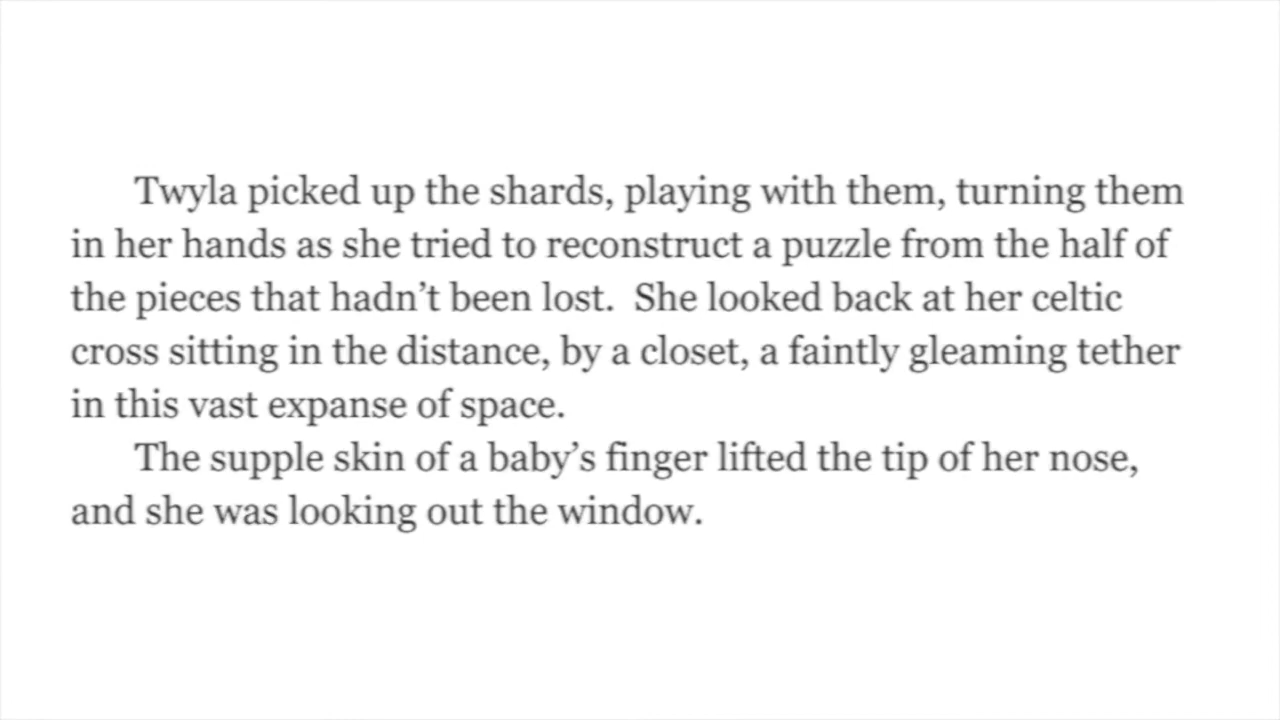 Twyla picked up the shards, playing with them, turning them
in her hands as she tried to reconstruct a puzzle from the half of
the pieces that hadn’t been lost.  She looked back at her celtic
cross sitting in the distance, by a closet, a faintly gleaming tether
in this vast expanse of space.
The supple skin of a baby’s finger lifted the tip of her nose,
and she was looking out the window.